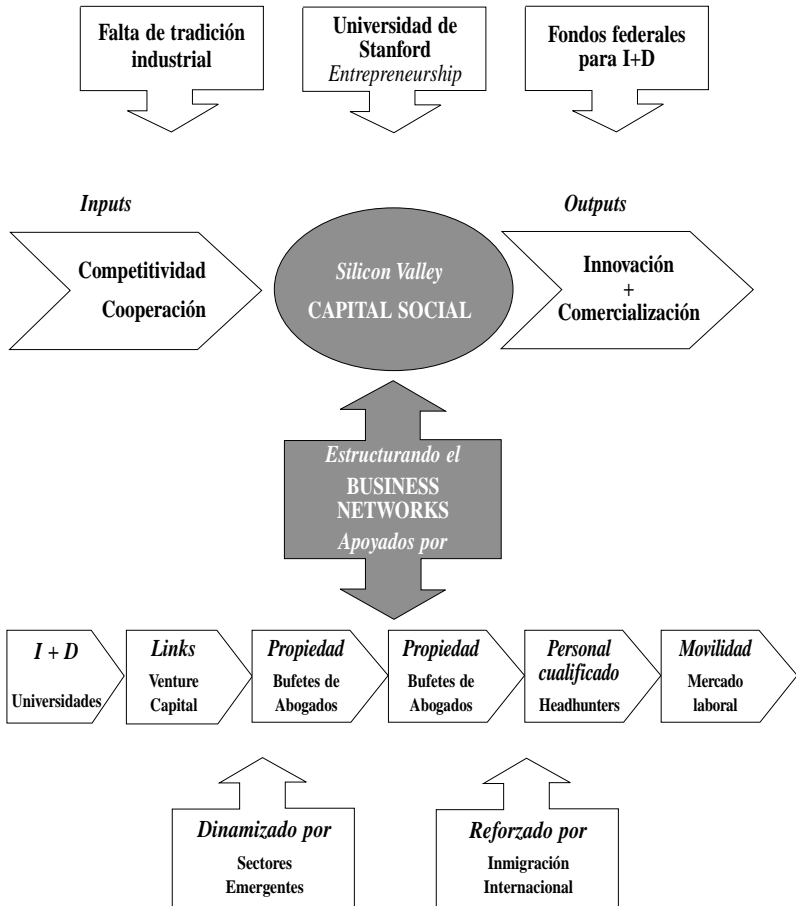 Falta de tradición
industrial
Universidad de
Stanford
Entrepreneurship
Fondos federales
para I+D
Inputs
Competitividad
Cooperación
Silicon Valley
CAPITAL SOCIAL
Outputs
Innovación
+
Comercialización
Estructurando el
BUSINESS
NETWORKS
Apoyados por
I + D
Universidades
Links
Venture
Capital
Propiedad
Bufetes de
Abogados
Propiedad
Bufetes de
Abogados
Personal
cualificado
Headhunters
Movilidad
Mercado
laboral
Dinamizado por
Sectores
Emergentes
Reforzado por
Inmigración
Internacional